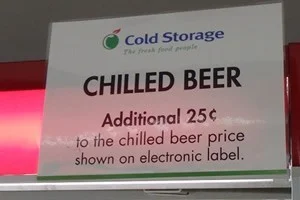 Cold Storage
The fresh food people
CHILLED BEER
Additional 25¢
to the chilled beer price
shown on electronic label.